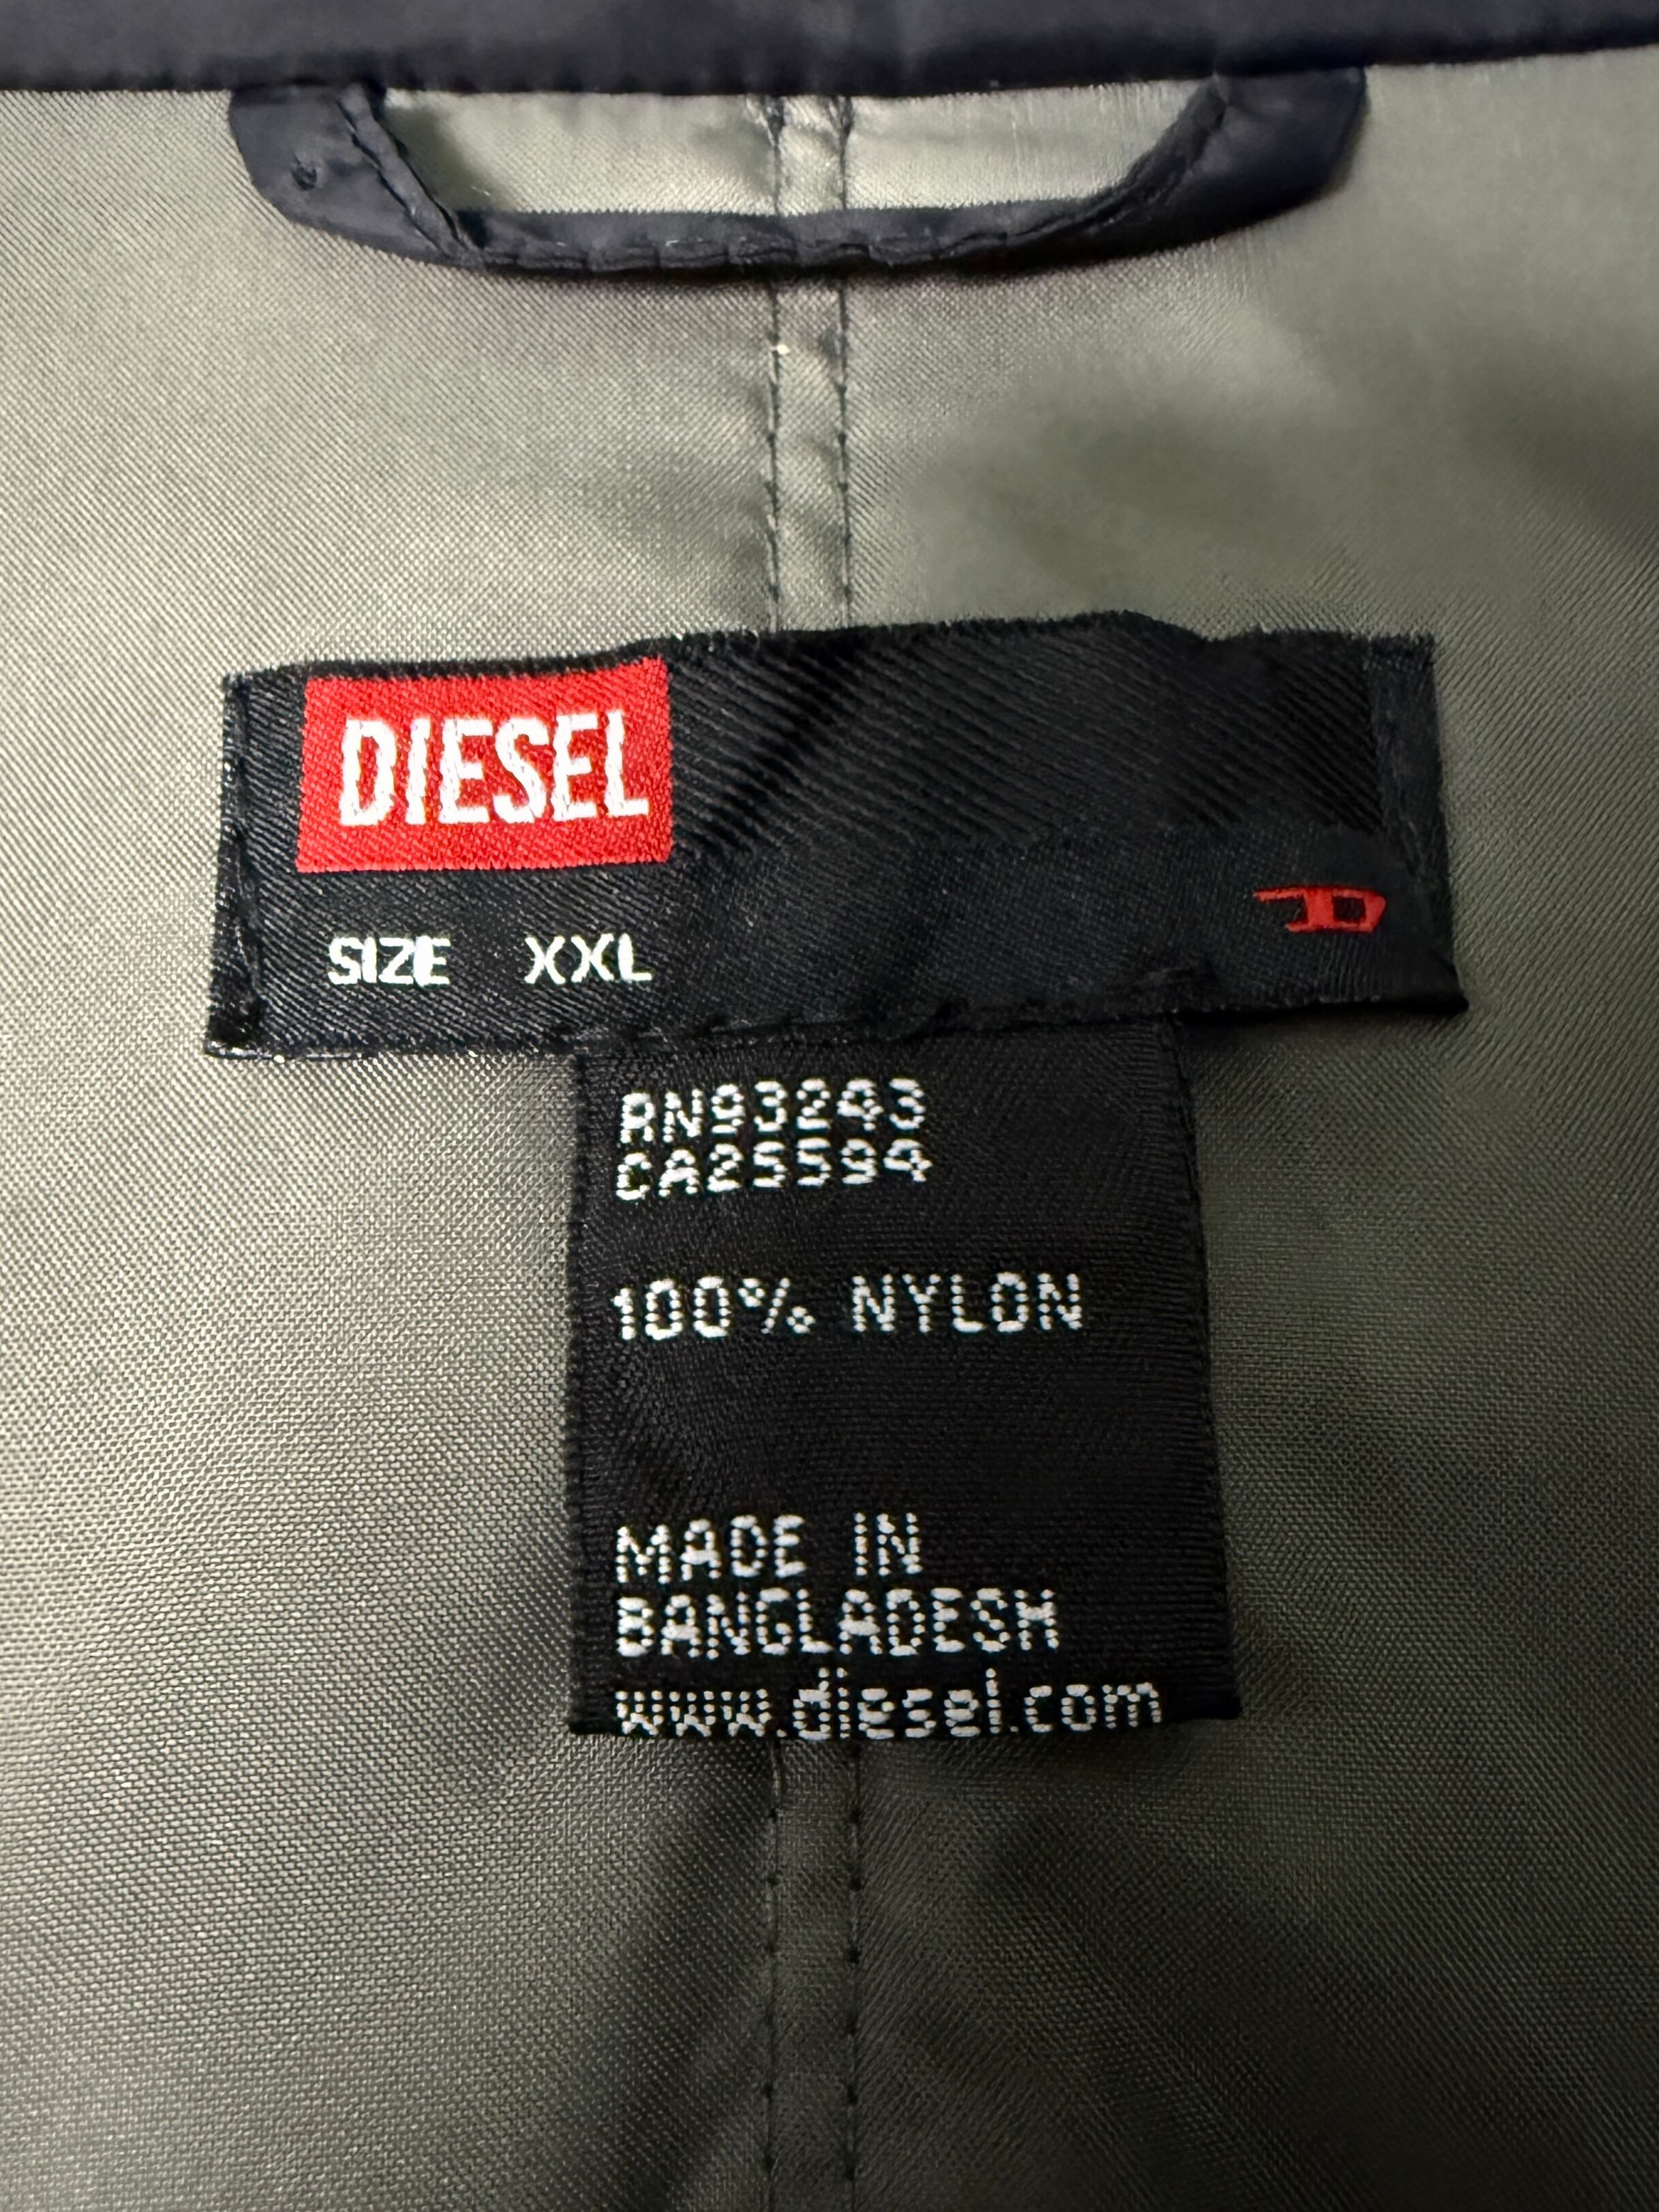 DIESEL
SIZE XXL
RN93243
CA25594
100% NYLON
MADE IN
BANGLADESH
www.diesel.com